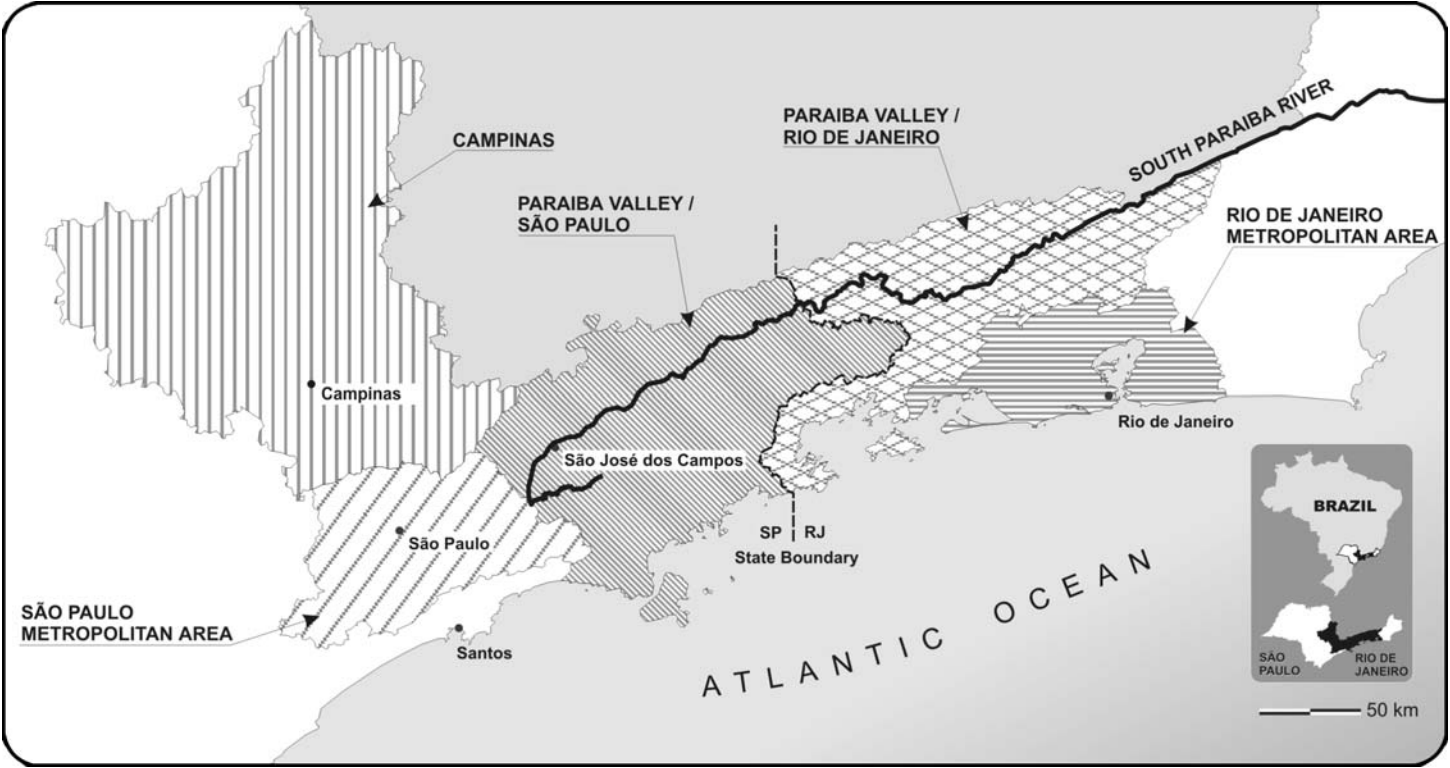 CAMPINAS
PARAIBA VALLEY /
SÃO PAULO
PARAIBA VALLEY /
RIO DE JANEIRO
SOUTH PARAIBA RIVER
RIO DE JANEIRO
METROPOLITAN AREA
Campinas
Rio de Janeiro
São José dos Campos
São Paulo
SP RJ
State Boundary
SÃO PAULO
METROPOLITAN AREA
Santos
ATLANTIC OCEAN
BRAZIL
SÃO
PAULO
RIO DE
JANEIRO
50 km